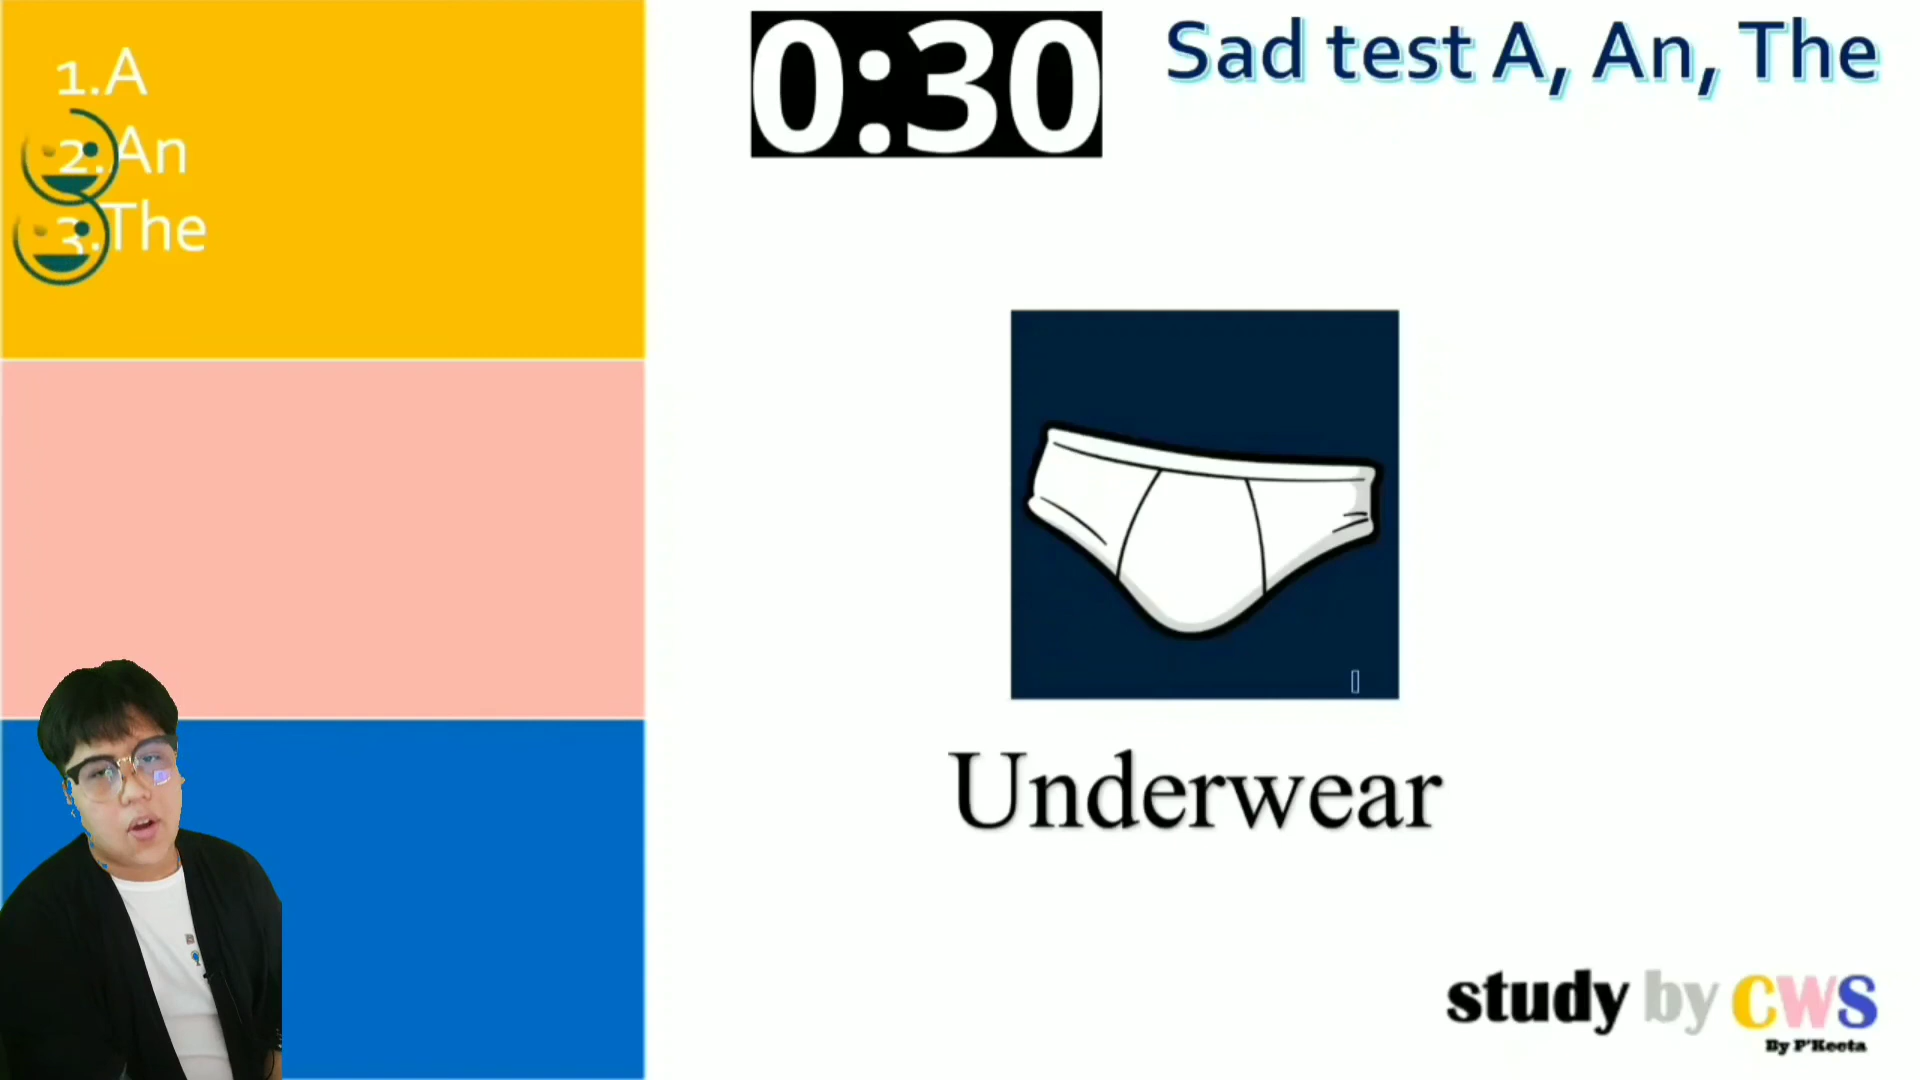 1.A
2.An
3.The
0:30
Sad test A, An, The
Underwear
study by CWS
By P'Keeta